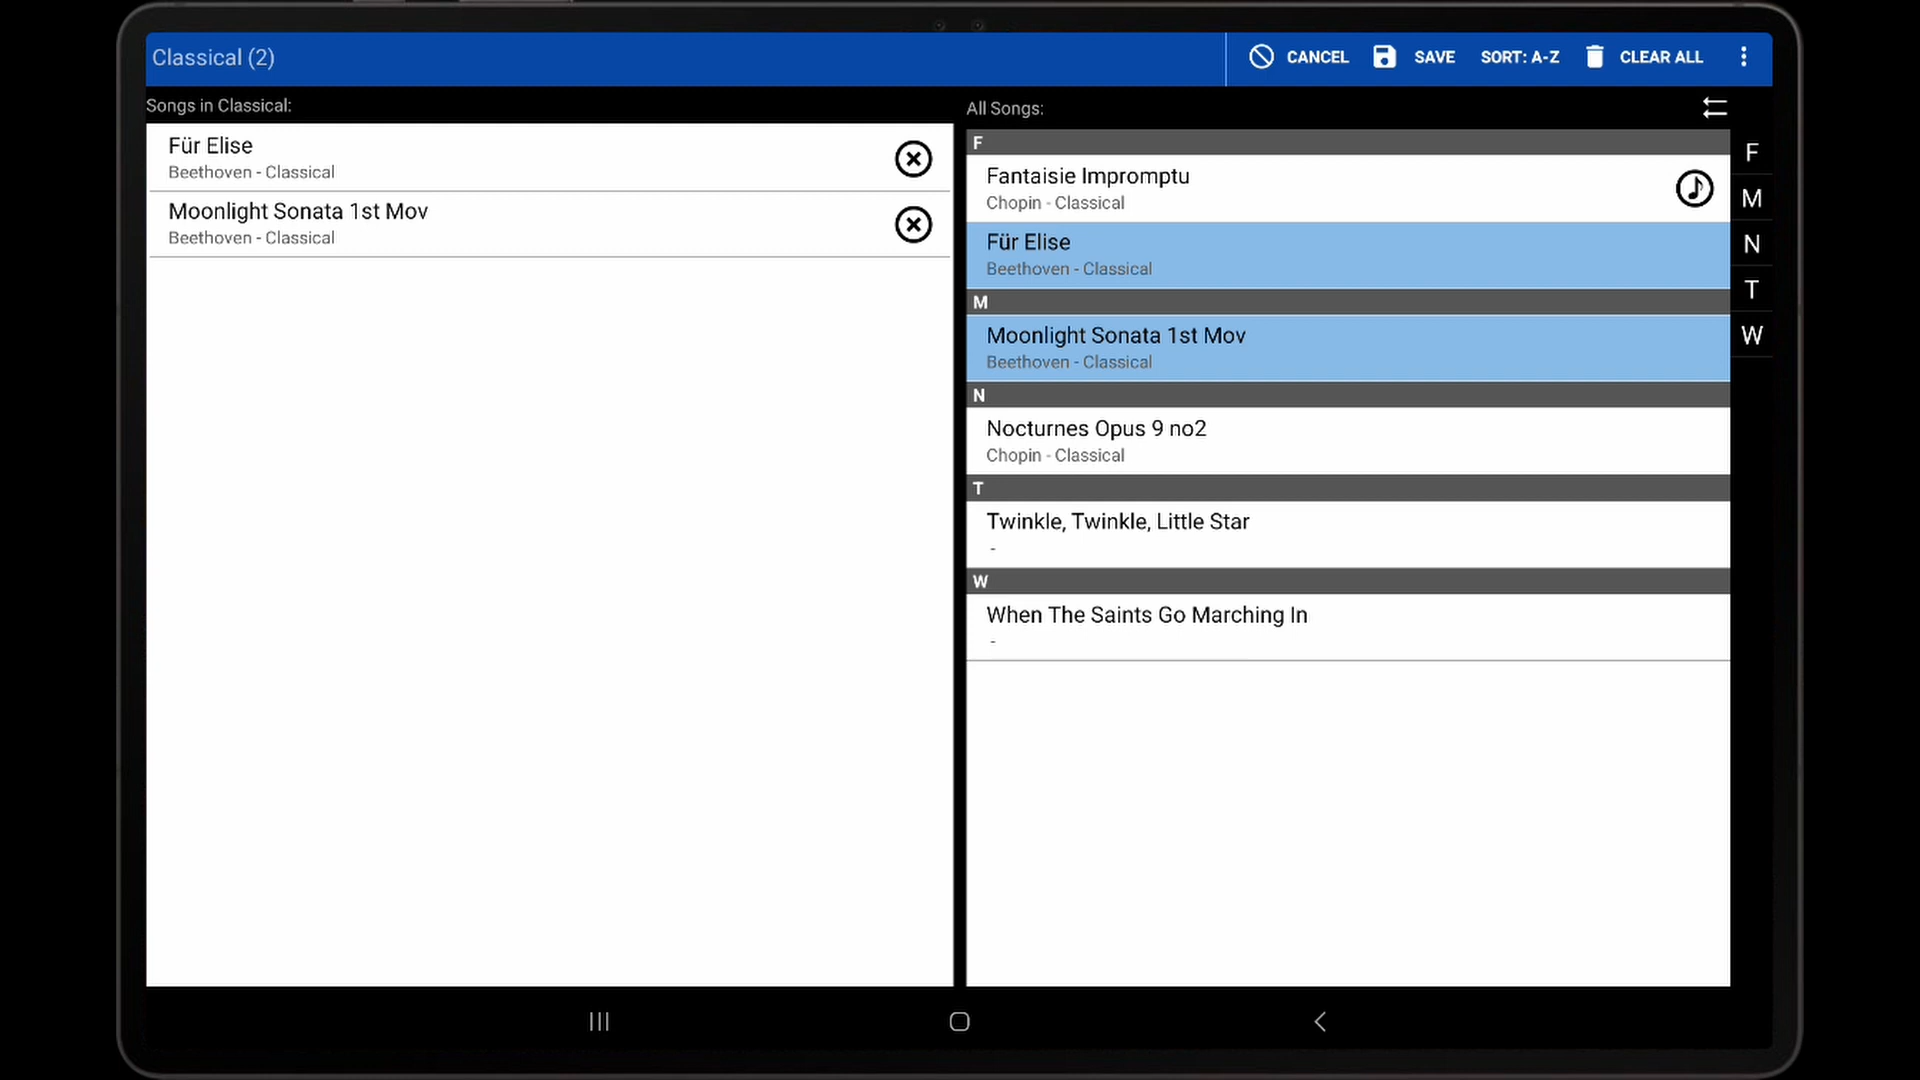 Classical (2)
CANCEL
SAVE
SORT: A-Z
CLEAR ALL
Songs in Classical:
Für Elise
Beethoven - Classical
Moonlight Sonata 1st Mov
Beethoven - Classical
All Songs:
F
Fantaisie Impromptu
Chopin - Classical
Für Elise
Beethoven - Classical
M
Moonlight Sonata 1st Mov
Beethoven - Classical
N
Nocturnes Opus 9 no2
Chopin - Classical
T
Twinkle, Twinkle, Little Star
-
W
When The Saints Go Marching In
-
F
M
N
T
W